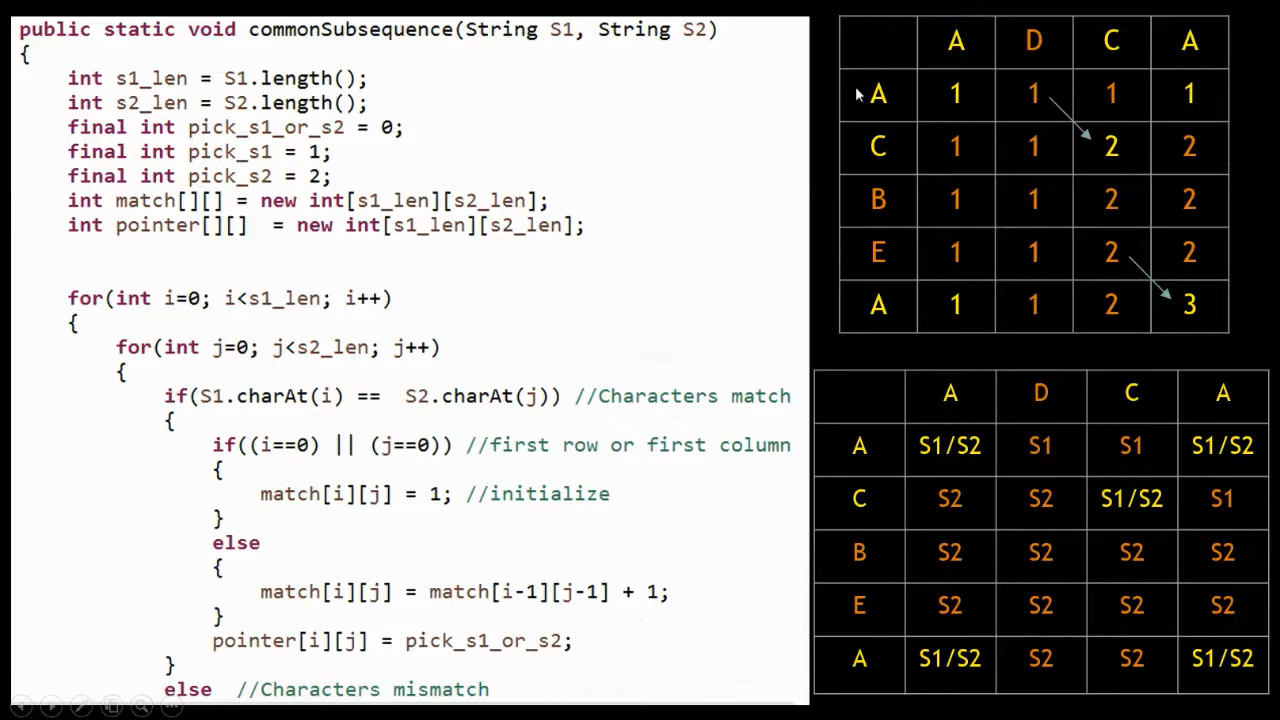 public static void commonSubsequence(String S1, String S2)
{
int s1_len = S1.length();
int s2_len = S2.length();
final int pick_s1_or_s2 = 0;
final int pick_s1 = 1;
final int pick_s2 = 2;
int match[][] = new int[s1_len][s2_len];
int pointer[][]  = new int[s1_len][s2_len];
for(int i=0; i<s1_len; i++)
{
for(int j=0; j<s2_len; j++)
{
if(S1.charAt(i) ==  S2.charAt(j)) //Characters match
{
if((i==0) || (j==0)) //first row or first column
{
match[i][j] = 1; //initialize
}
else
{
match[i][j] = match[i-1][j-1] + 1;
}
pointer[i][j] = pick_s1_or_s2;
}
else  //Characters mismatch
A D C A
A 1 1 1 1
C 1 1 2 2
B 1 1 2 2
E 1 1 2 2
A 1 1 2 3
A D C A
A S1/S2 S1 S1 S1/S2
C S2 S2 S1/S2 S1
B S2 S2 S2 S2
E S2 S2 S2 S2
A S1/S2 S2 S2 S1/S2